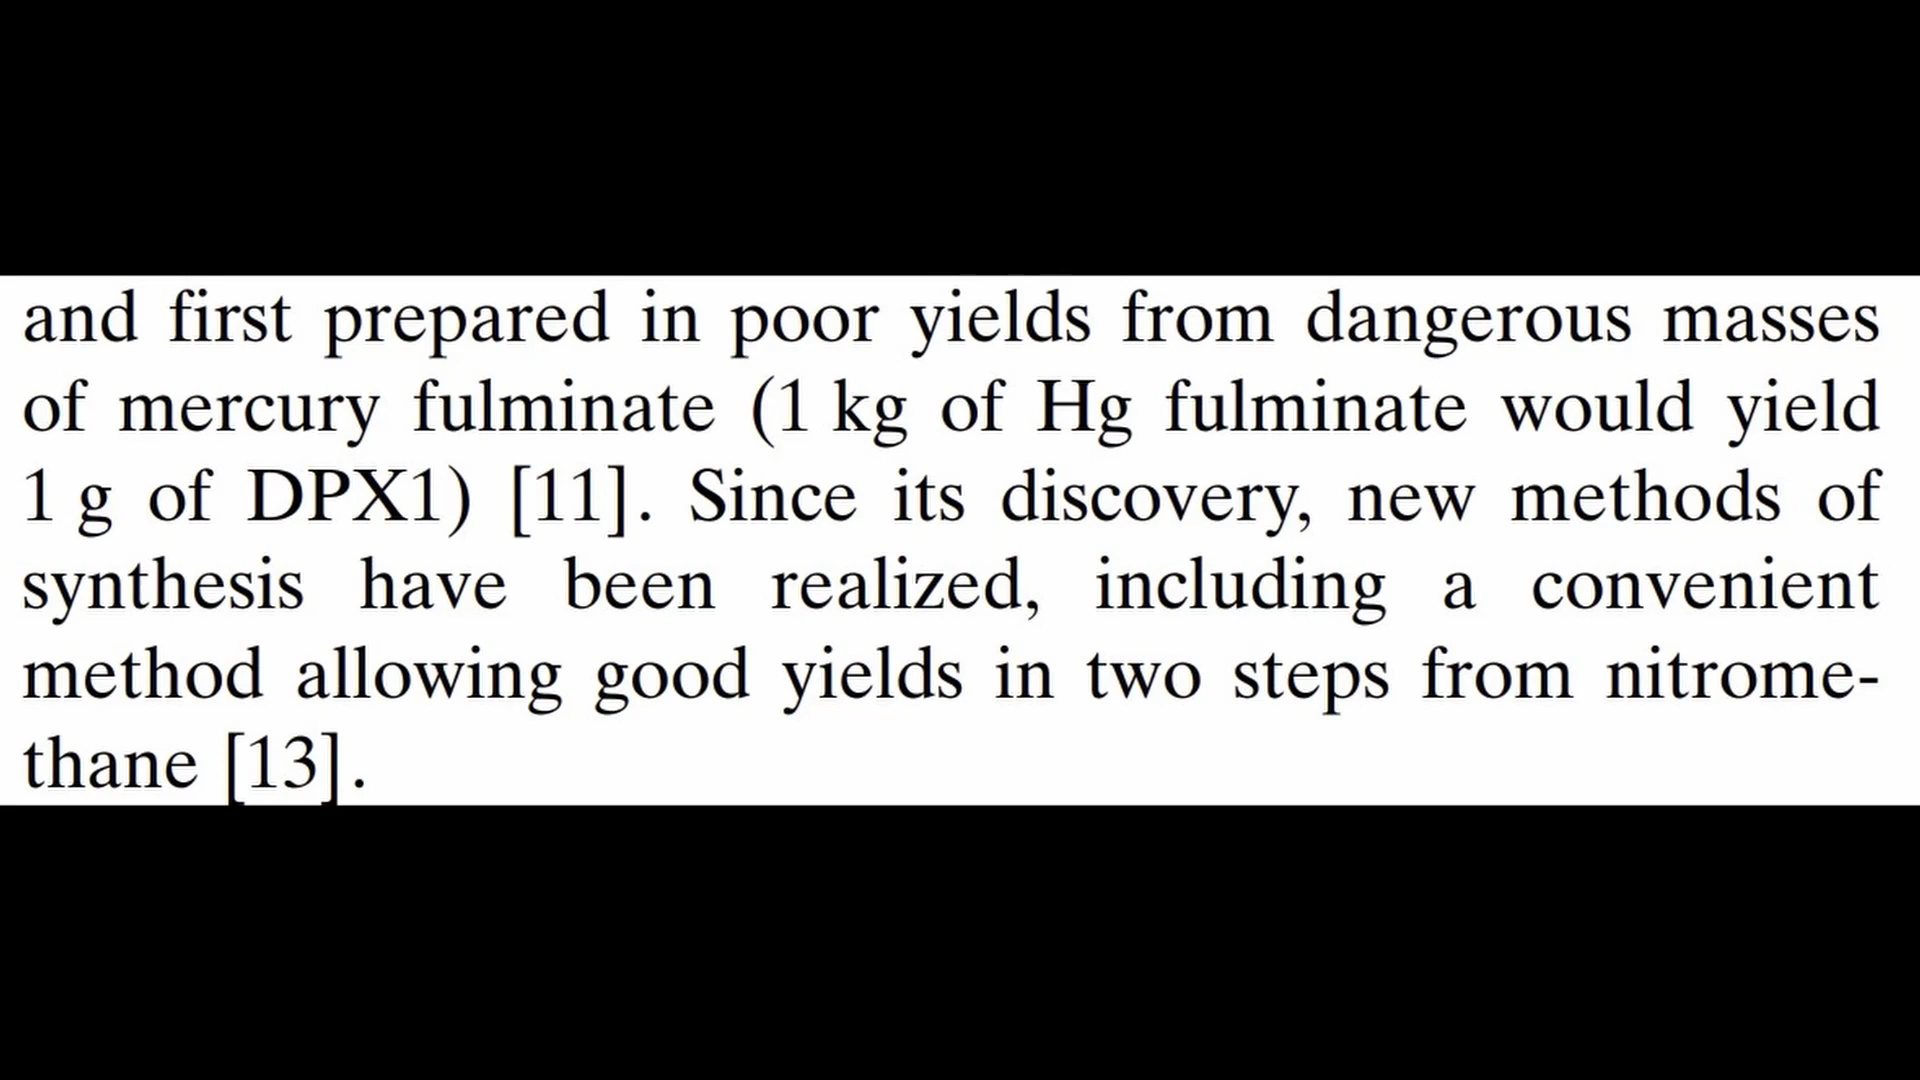 and first prepared in poor yields from dangerous masses
of mercury fulminate (1 kg of Hg fulminate would yield
1 g of DPX1) [11]. Since its discovery, new methods of
synthesis have been realized, including a convenient
method allowing good yields in two steps from nitrome-
thane [13].